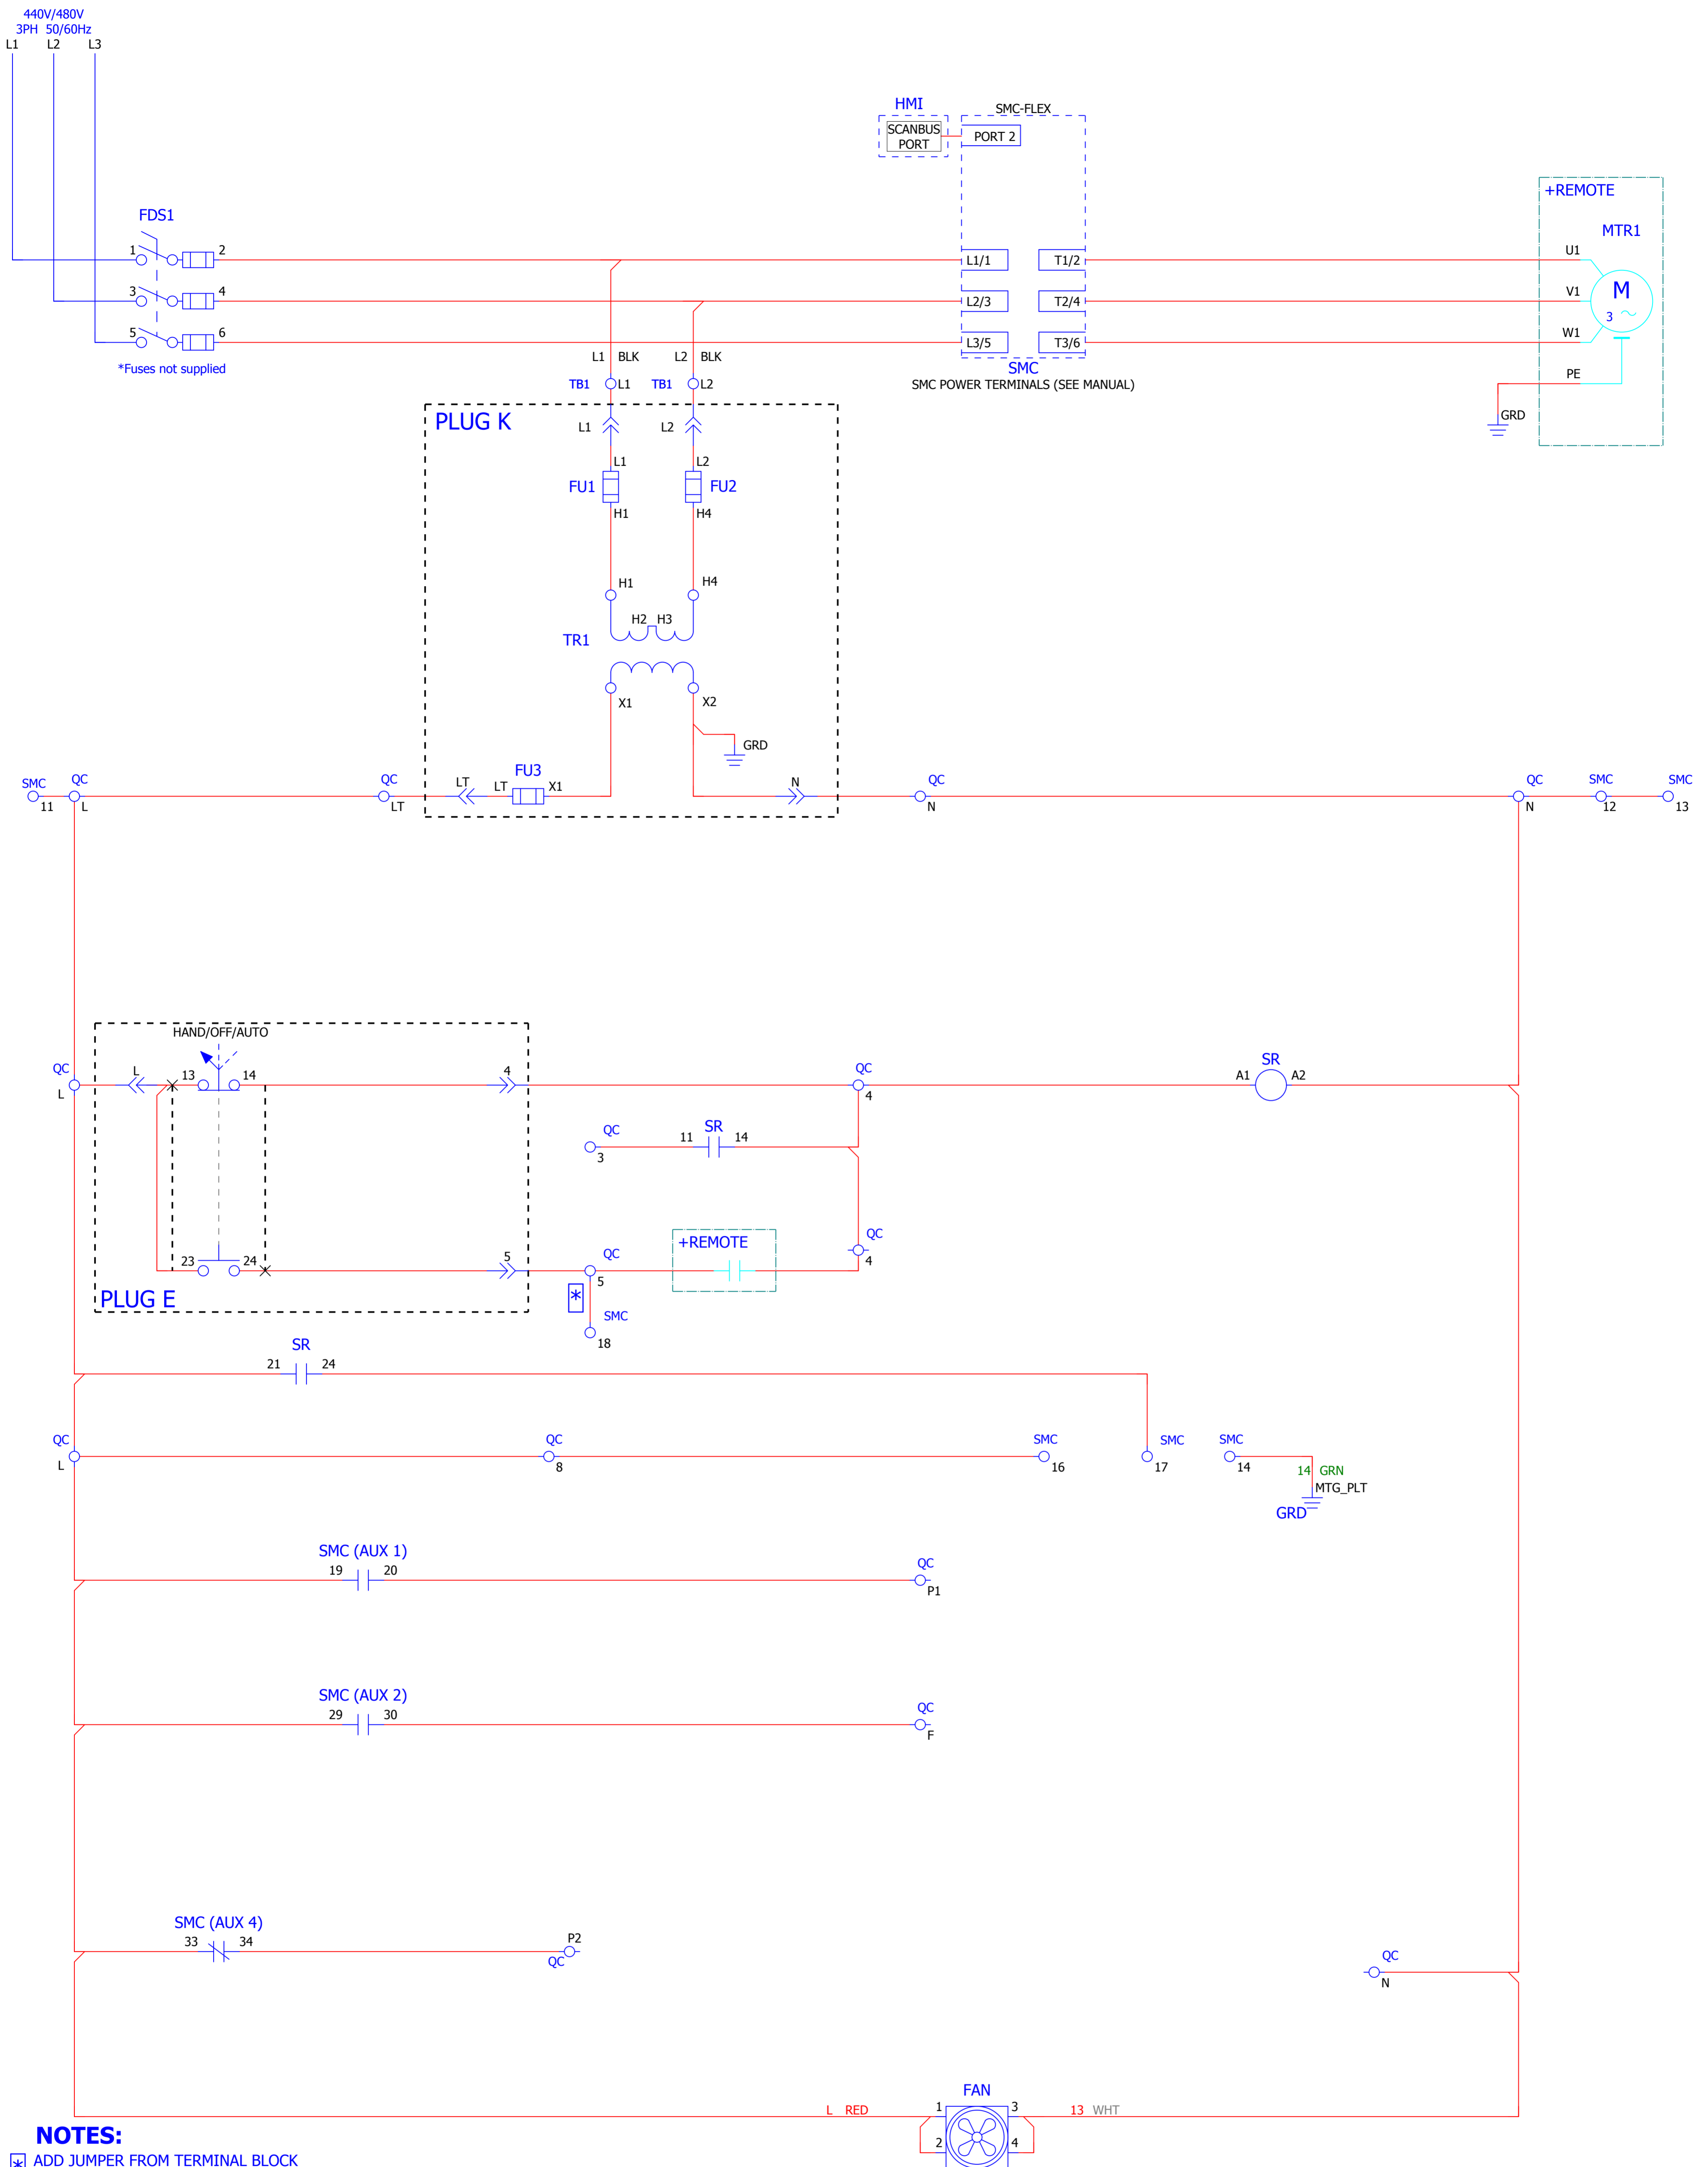 440V/480V
3PH 50/60Hz
L1 L2 L3
HMI
SCANBUS
PORT
SMC-FLEX
PORT 2
+REMOTE
MTR1
FDS1
1 2
3 4
5 6
*Fuses not supplied
L1/1 T1/2
L2/3 T2/4
L3/5 T3/6
SMC
SMC POWER TERMINALS (SEE MANUAL)
U1
V1
W1
PE
M
3
GRD
L1 BLK L2 BLK
TB1 L1 TB1 L2
PLUG K
L1 L2
L1 L2
FU1 FU2
H1 H4
H1 H4
H2 H3
TR1
X1 X2
GRD
SMC
11
QC
L
QC
LT
LT
LT
FU3
X1
N
QC
N
QC
N
SMC
12
SMC
13
HAND/OFF/AUTO
QC
L
L
13 14
4
QC
4
SR
A1 A2
QC
3
SR
11 14
23 24
5
QC
5
+REMOTE
QC
4
PLUG E
*
SMC
18
SR
21 24
QC
L
QC
8
SMC
16
SMC
17
SMC
14
14 GRN
MTG_PLT
GRD
SMC (AUX 1)
19 20
QC
P1
SMC (AUX 2)
29 30
QC
F
SMC (AUX 4)
33 34
P2
QC
QC
N
FAN
L RED
1 3
13 WHT
2 4
NOTES:
* ADD JUMPER FROM TERMINAL BLOCK